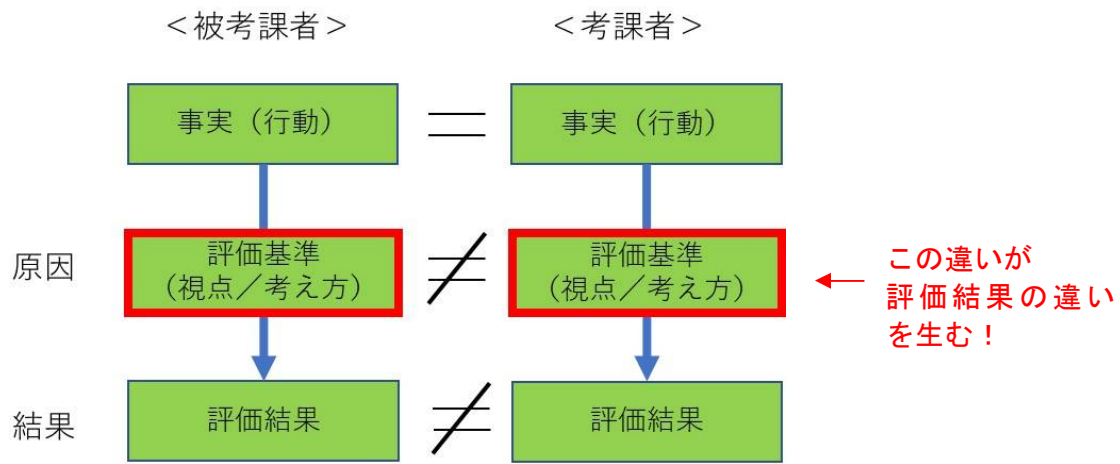 ＜被考課者＞
＜考課者＞
事実（行動）
＝
事実（行動）
原因
評価基準
（視点／考え方）
≠
評価基準
（視点／考え方）
←
この違いが
評価結果の違い
を生む！
結果
評価結果
≠
評価結果